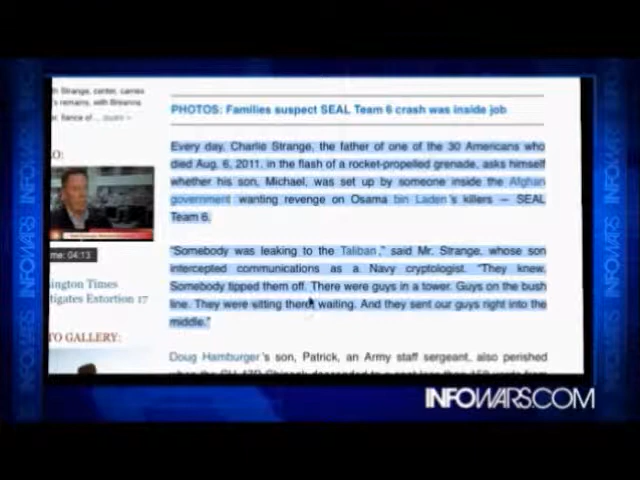 h Strange, center, carries
's remains, with Breanna
r, fiance of...
PHOTOS: Families suspect SEAL Team 6 crash was inside job
Every day, Charlie Strange, the father of one of the 30 Americans who
died Aug. 6, 2011, in the flash of a rocket-propelled grenade, asks himself
whether his son, Michael, was set up by someone inside the Afghan
government wanting revenge on Osama bin Laden's killers — SEAL
Team 6.
O:
me: 04:13
"Somebody was leaking to the Taliban," said Mr. Strange, whose son
intercepted communications as a Navy cryptologist. "They knew.
Somebody tipped them off. There were guys in a tower. Guys on the bush
line. They were sitting there, waiting. And they sent our guys right into the
middle."
ington Times
tigates Extortion 17
TO GALLERY:
Doug Hamburger's son, Patrick, an Army staff sergeant, also perished
INFOWARS.COM
INFOWARS
INFOWARS
INFOWARS
INFOWARS